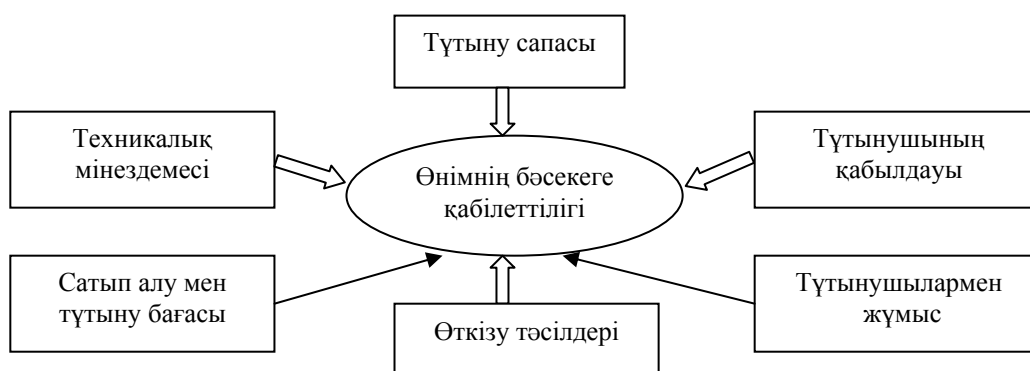 Тұтыну сапасы
Техникалық
мінездемесі
Тұтынушының
қабылдауы
Өнімнің бәсекеге
қабілеттілігі
Сатып алу мен
тұтыну бағасы
Өткізу тәсілдері
Тұтынушылармен
жұмыс